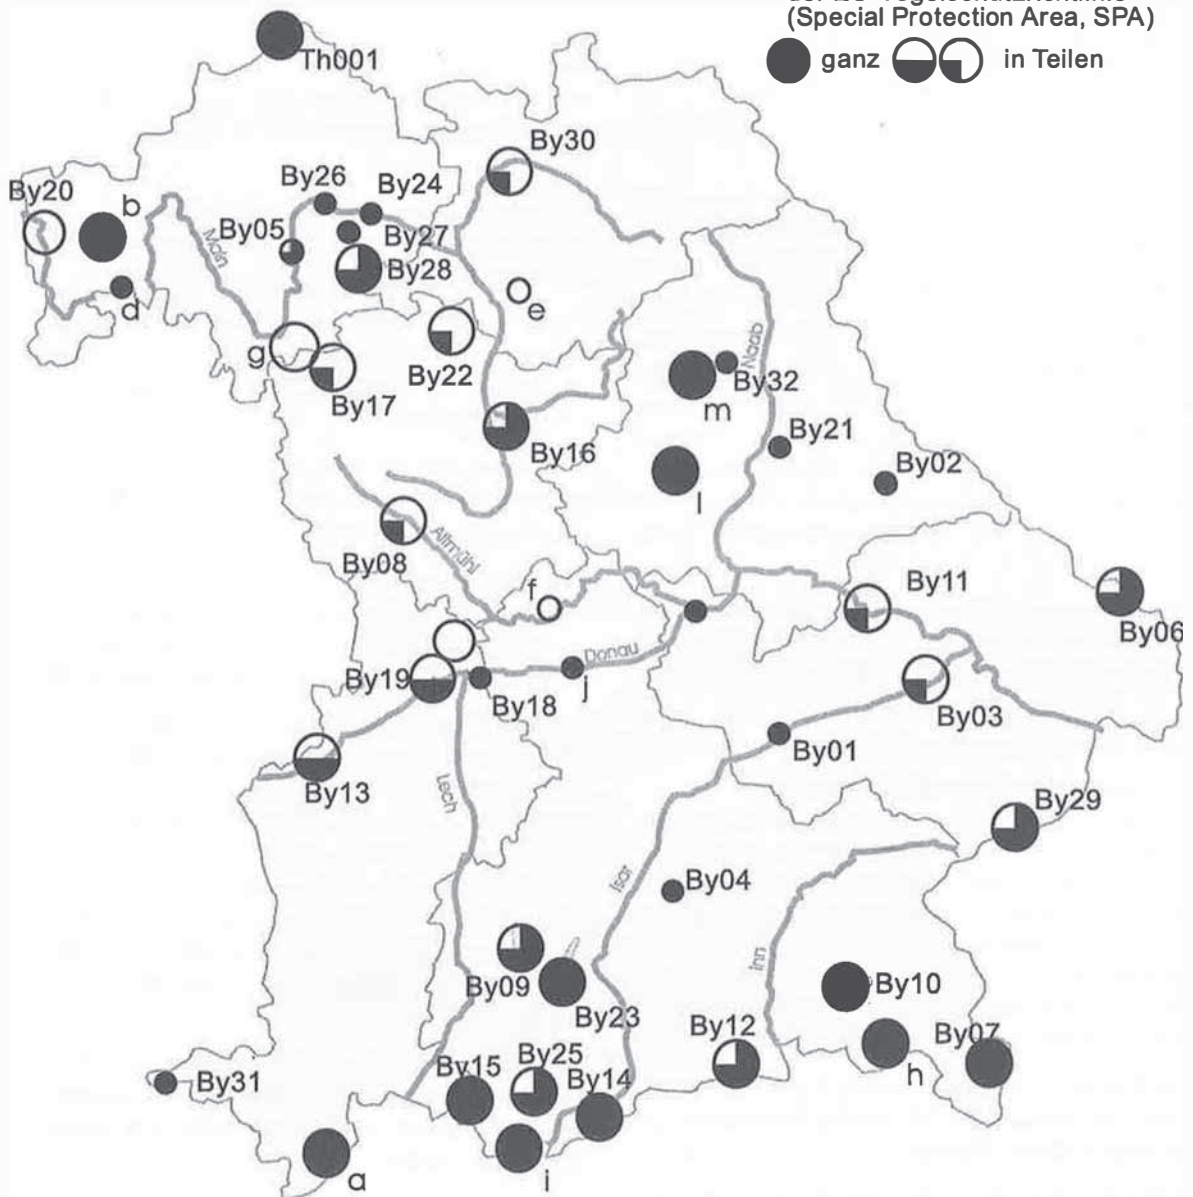 (Special Protection Area, SPA)
ganz
in Teilen
Th001
By30
By20
b
By26
By24
Main
By05
By27
By28
d
e
g
By22
By17
Naab
By32
m
By16
By21
l
By02
By08
Altmühl
f
By11
By06
Donau
By19
By18
j
By03
By01
By13
Lech
By29
Isar
By04
Inn
By09
By23
By10
By12
h
By07
By15
By25
By14
By31
a
i